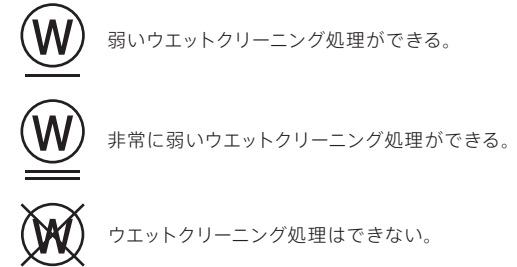 W 弱いウエットクリーニング処理ができる。
W 非常に弱いウエットクリーニング処理ができる。
W ウエットクリーニング処理はできない。